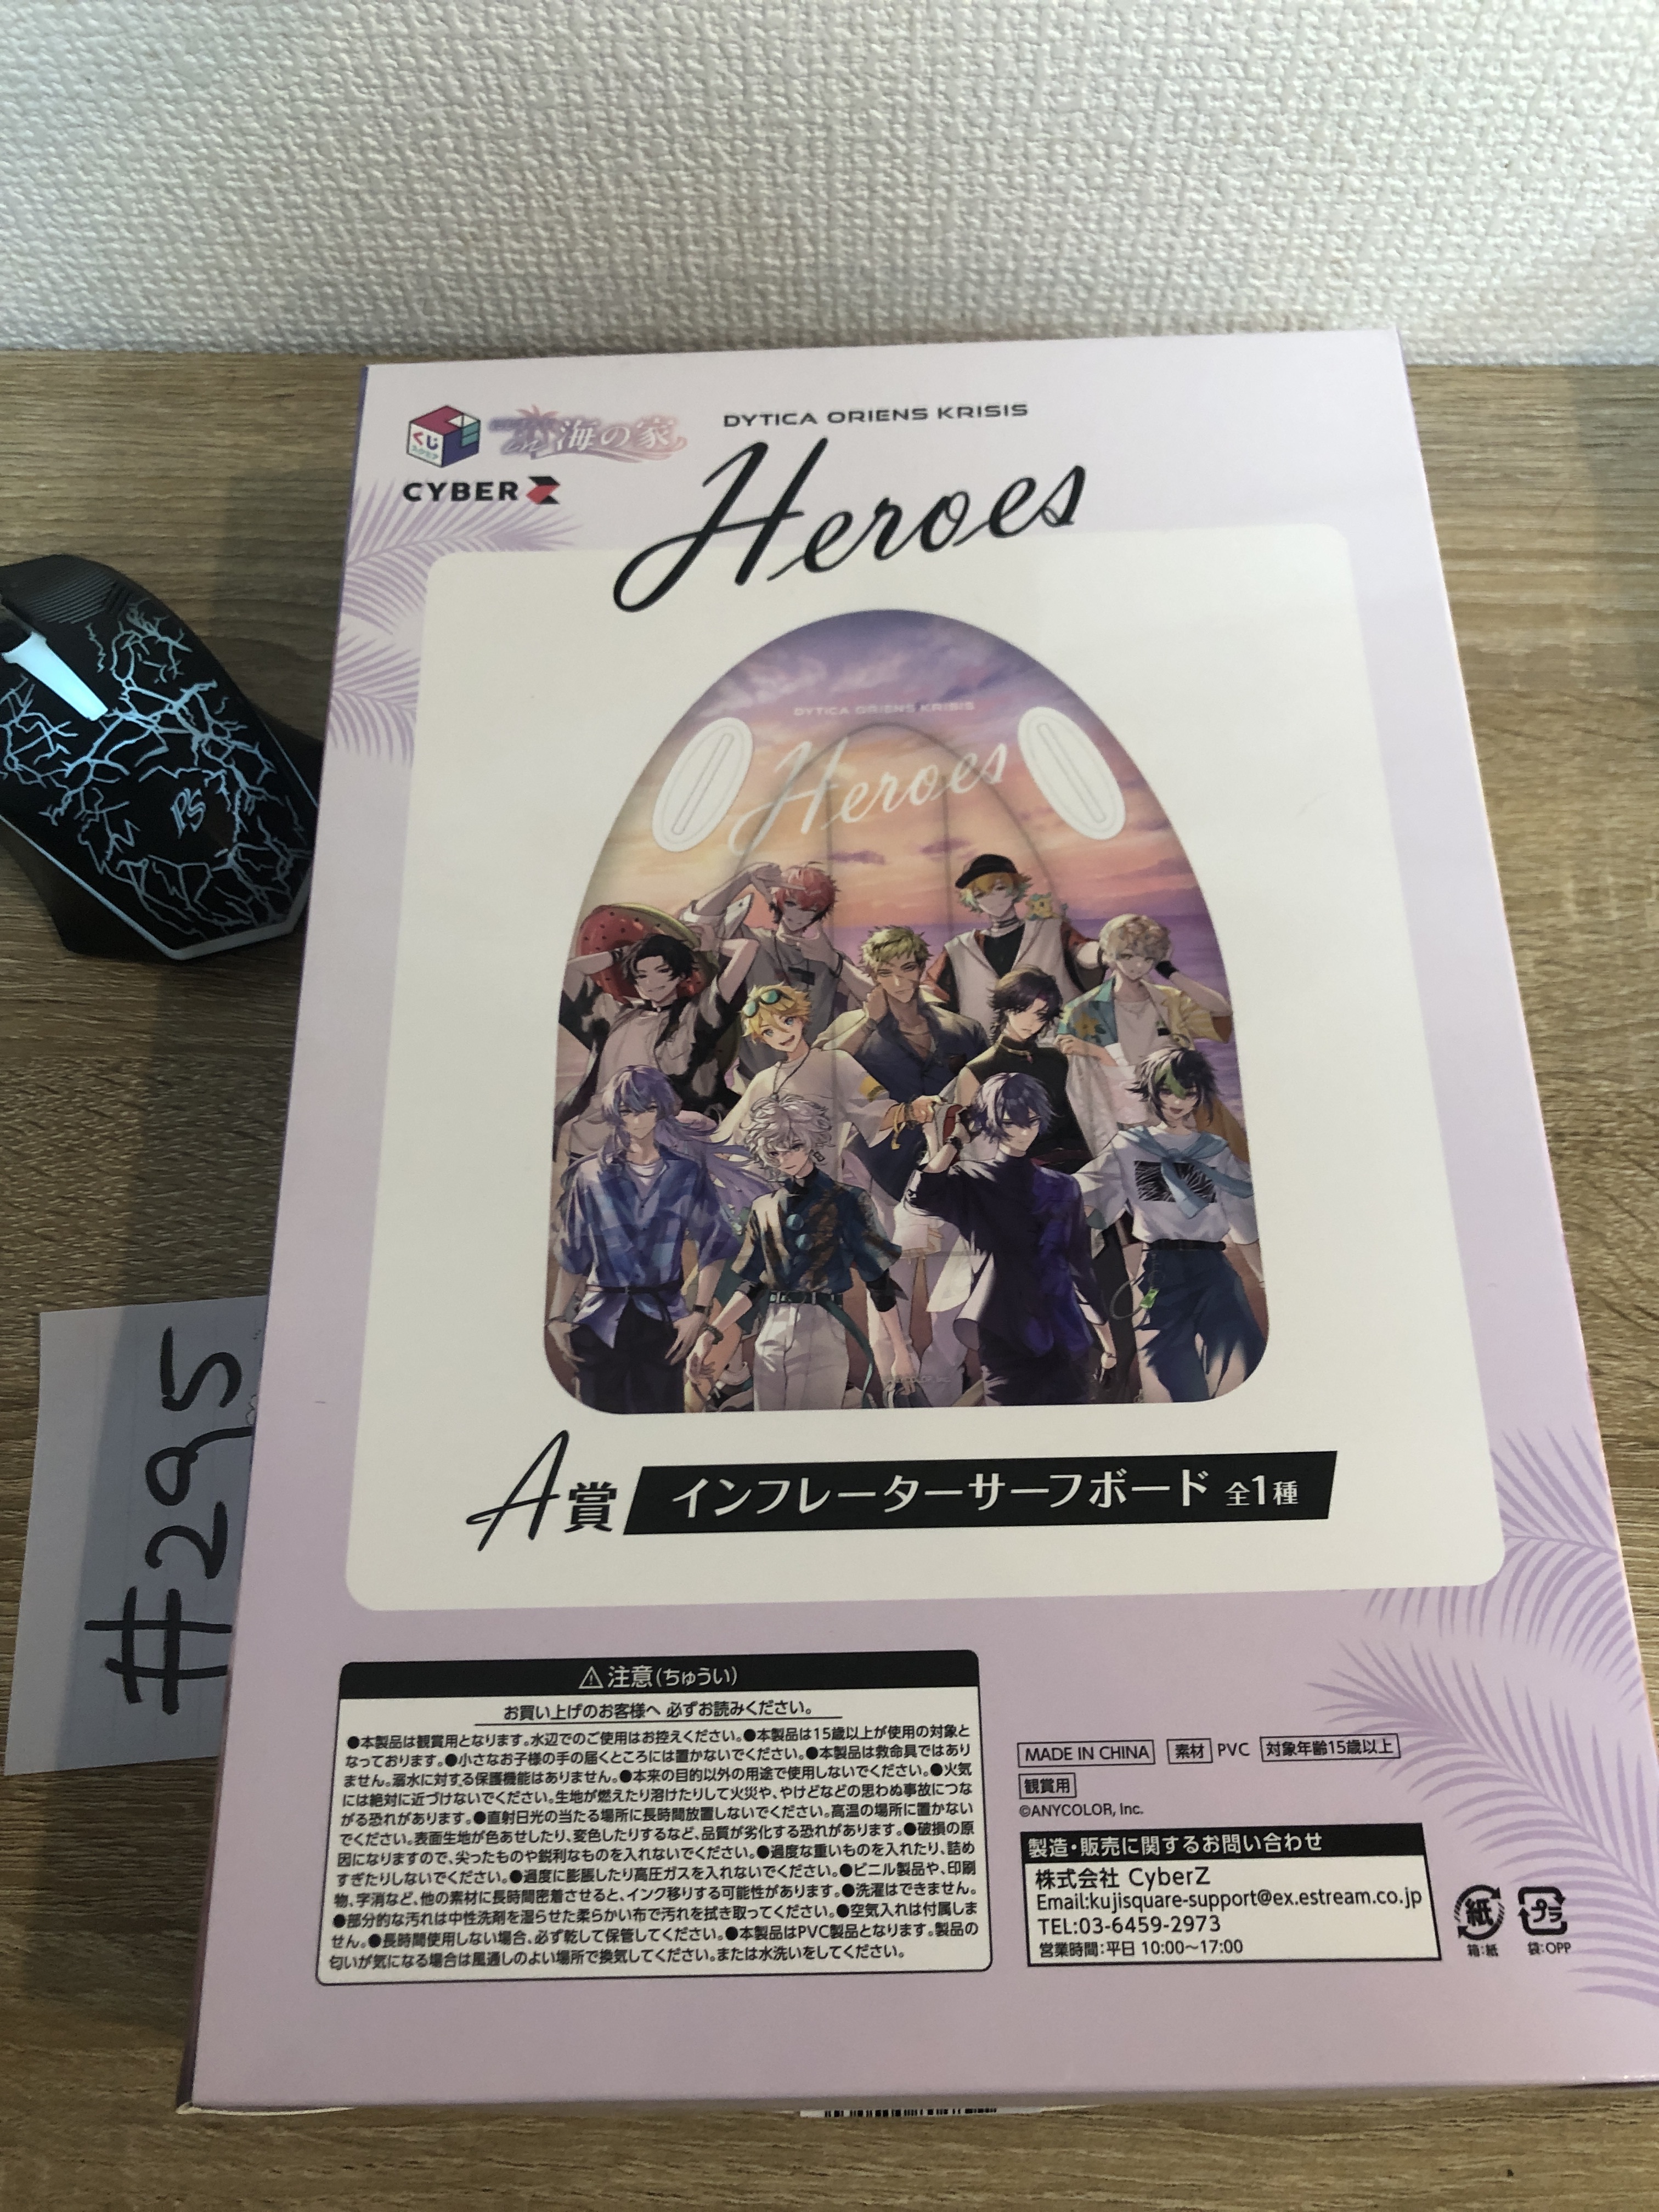 くじ
スクエア
海の家
CYBERZ
DYTICA ORIENS KRISIS
Heroes
DYTICA ORIENS KRISIS
Heroes
A賞 インフレーターサーフボード 全1種
#295
⚠注意(ちゅうい)
お買い上げのお客様へ 必ずお読みください。
●本製品は観賞用となります。水辺でのご使用はお控えください。●本製品は15歳以上が使用の対象と
なっております。●小さなお子様の手の届くところには置かないでください。●本製品は救命具ではあり
ません。溺水に対する保護機能はありません。●本来の目的以外の用途で使用しないでください。●火気
には絶対に近づけないでください。生地が燃えたり溶けたりして火災や、やけどなどの思わぬ事故につな
がる恐れがあります。●直射日光の当たる場所に長時間放置しないでください。高温の場所に置かない
でください。表面生地が色あせしたり、変色したりするなど、品質が劣化する恐れがあります。●破損の原
因になりますので、尖ったものや鋭利なものを入れないでください。●過度な重いものを入れたり、詰め
すぎたりしないでください。●過度に膨脹したり高圧ガスを入れないでください。●ビニル製品や、印刷
物、字消など、他の素材に長時間密着させると、インク移りする可能性があります。●洗濯はできません。
●部分的な汚れは中性洗剤を湿らせた柔らかい布で汚れを拭き取ってください。●空気入れは付属しま
せん。●長時間使用しない場合、必ず乾して保管してください。●本製品はPVC製品となります。製品の
匂いが気になる場合は風通しのよい場所で換気してください。または水洗いをしてください。
MADE IN CHINA 素材 PVC 対象年齢15歳以上
観賞用
©ANYCOLOR, Inc.
製造・販売に関するお問い合わせ
株式会社 CyberZ
Email:kujisquare-support@ex.estream.co.jp
TEL:03-6459-2973
営業時間:平日 10:00～17:00
紙
箱:紙
プラ
袋:OPP